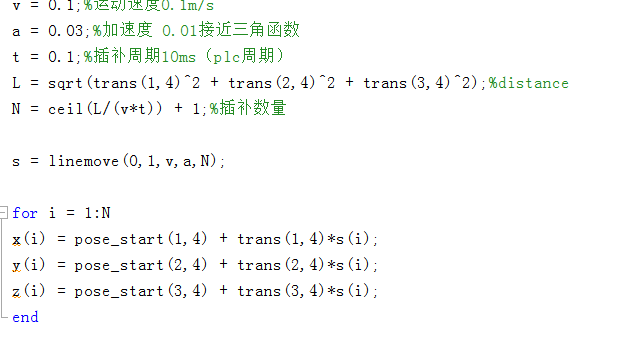 v = 0.1;%运动速度0.1m/s
a = 0.03;%加速度 0.01接近三角函数
t = 0.1;%插补周期10ms（plc周期）
L = sqrt(trans(1,4)^2 + trans(2,4)^2 + trans(3,4)^2);%distance
N = ceil(L/(v*t)) + 1;%插补数量
s = linemove(0,1,v,a,N);
for i = 1:N
x(i) = pose_start(1,4) + trans(1,4)*s(i);
y(i) = pose_start(2,4) + trans(2,4)*s(i);
z(i) = pose_start(3,4) + trans(3,4)*s(i);
end